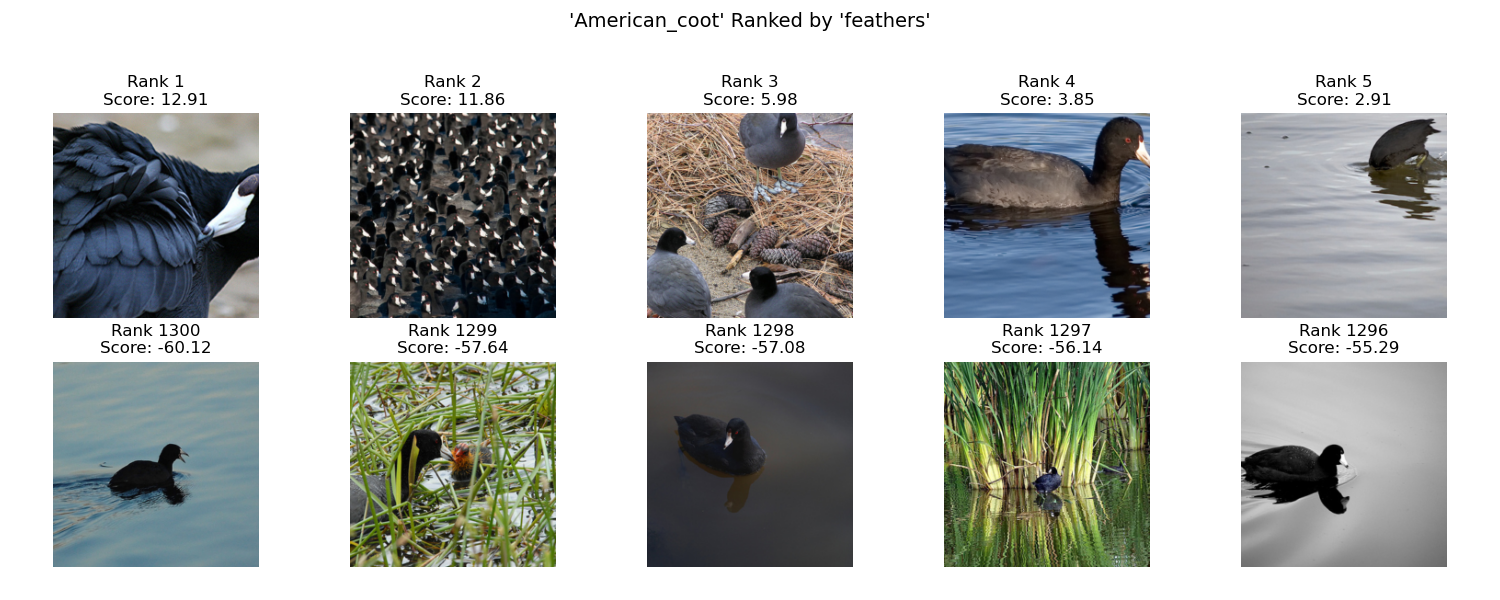 'American_coot' Ranked by 'feathers'
Rank 1
Score: 12.91
Rank 2
Score: 11.86
Rank 3
Score: 5.98
Rank 4
Score: 3.85
Rank 5
Score: 2.91
Rank 1300
Score: -60.12
Rank 1299
Score: -57.64
Rank 1298
Score: -57.08
Rank 1297
Score: -56.14
Rank 1296
Score: -55.29